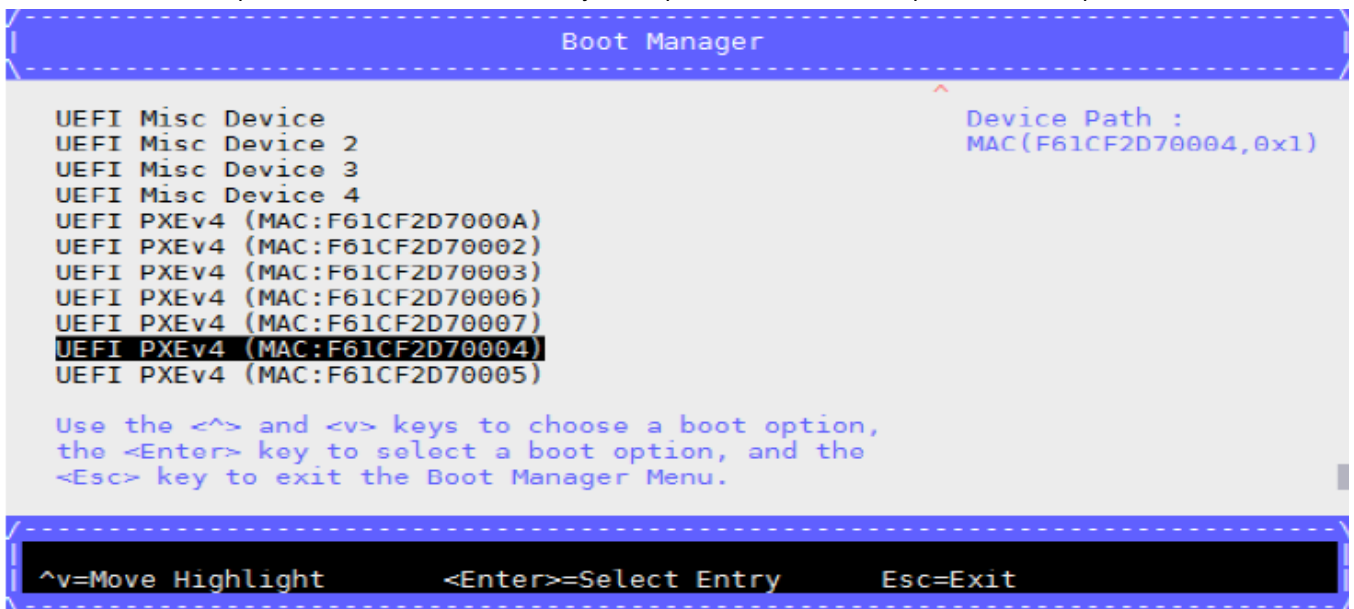 Boot Manager
UEFI Misc Device
UEFI Misc Device 2
UEFI Misc Device 3
UEFI Misc Device 4
UEFI PXEv4 (MAC:F61CF2D7000A)
UEFI PXEv4 (MAC:F61CF2D70002)
UEFI PXEv4 (MAC:F61CF2D70003)
UEFI PXEv4 (MAC:F61CF2D70006)
UEFI PXEv4 (MAC:F61CF2D70007)
UEFI PXEv4 (MAC:F61CF2D70004)
UEFI PXEv4 (MAC:F61CF2D70005)
^
Device Path :
MAC(F61CF2D70004,0x1)
Use the <^> and <v> keys to choose a boot option,
the <Enter> key to select a boot option, and the
<Esc> key to exit the Boot Manager Menu.
^v=Move Highlight <Enter>=Select Entry Esc=Exit